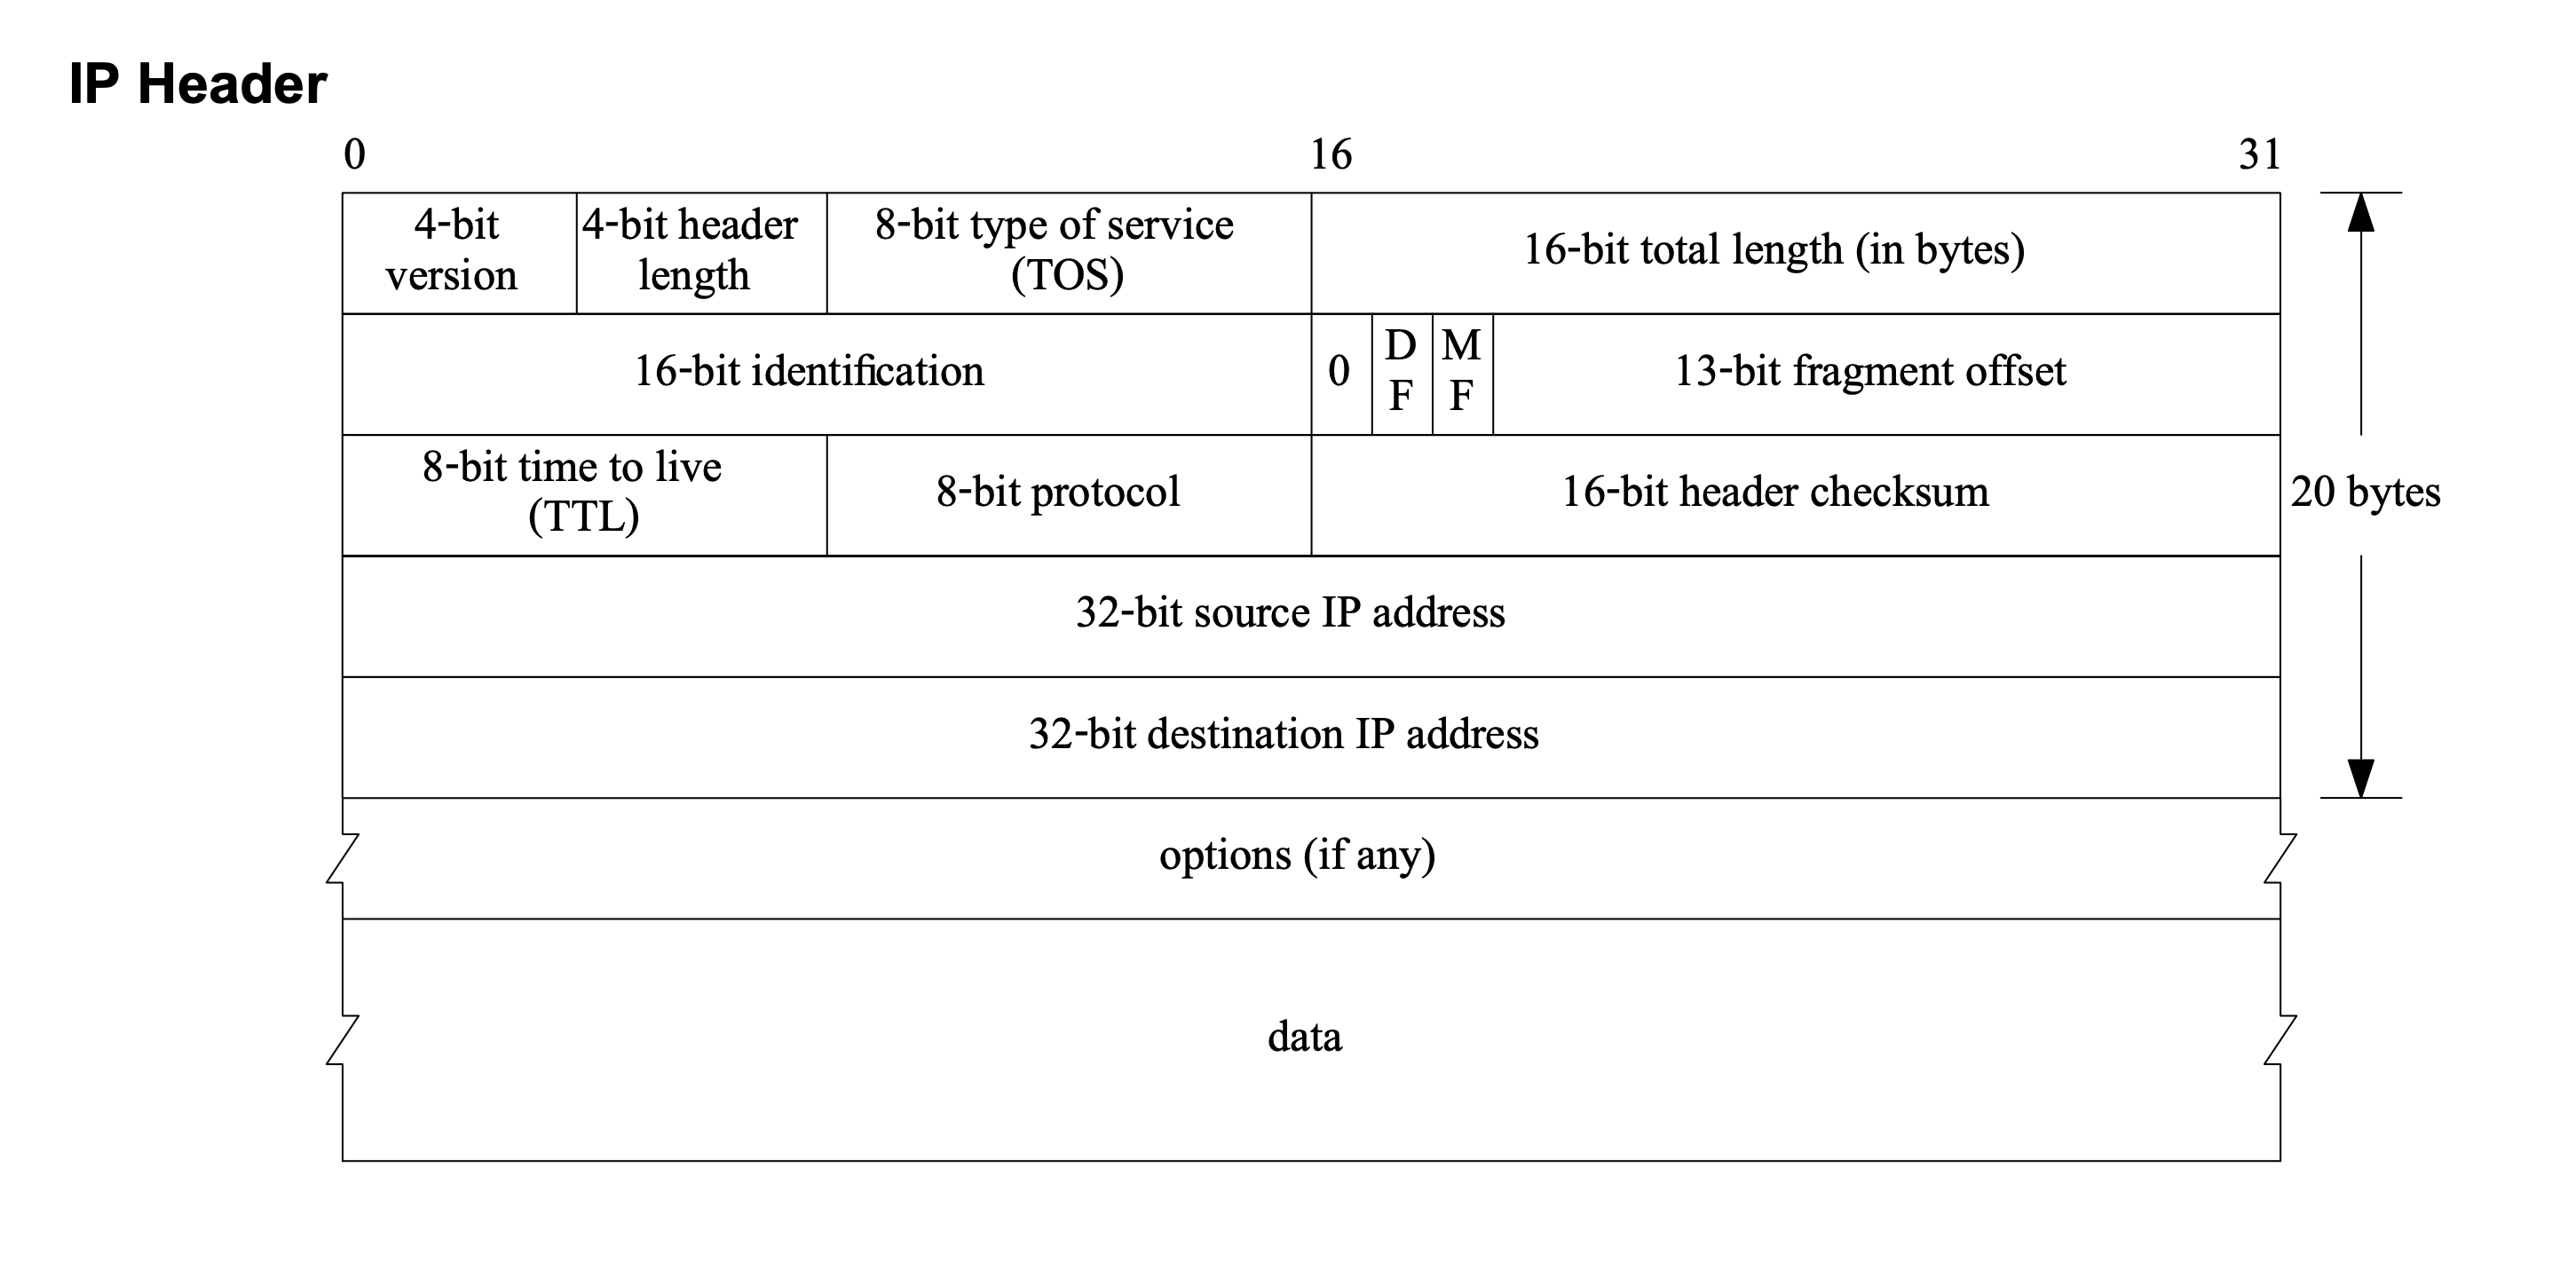 IP Header
0 16 31
4-bit version
4-bit header length
8-bit type of service (TOS)
16-bit total length (in bytes)
16-bit identification
0
D F
M F
13-bit fragment offset
8-bit time to live (TTL)
8-bit protocol
16-bit header checksum
20 bytes
32-bit source IP address
32-bit destination IP address
options (if any)
data